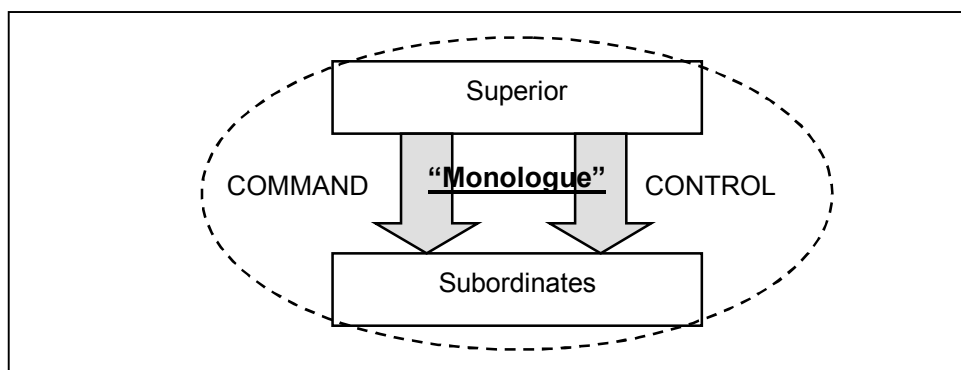 Superior
COMMAND “Monologue” CONTROL
Subordinates